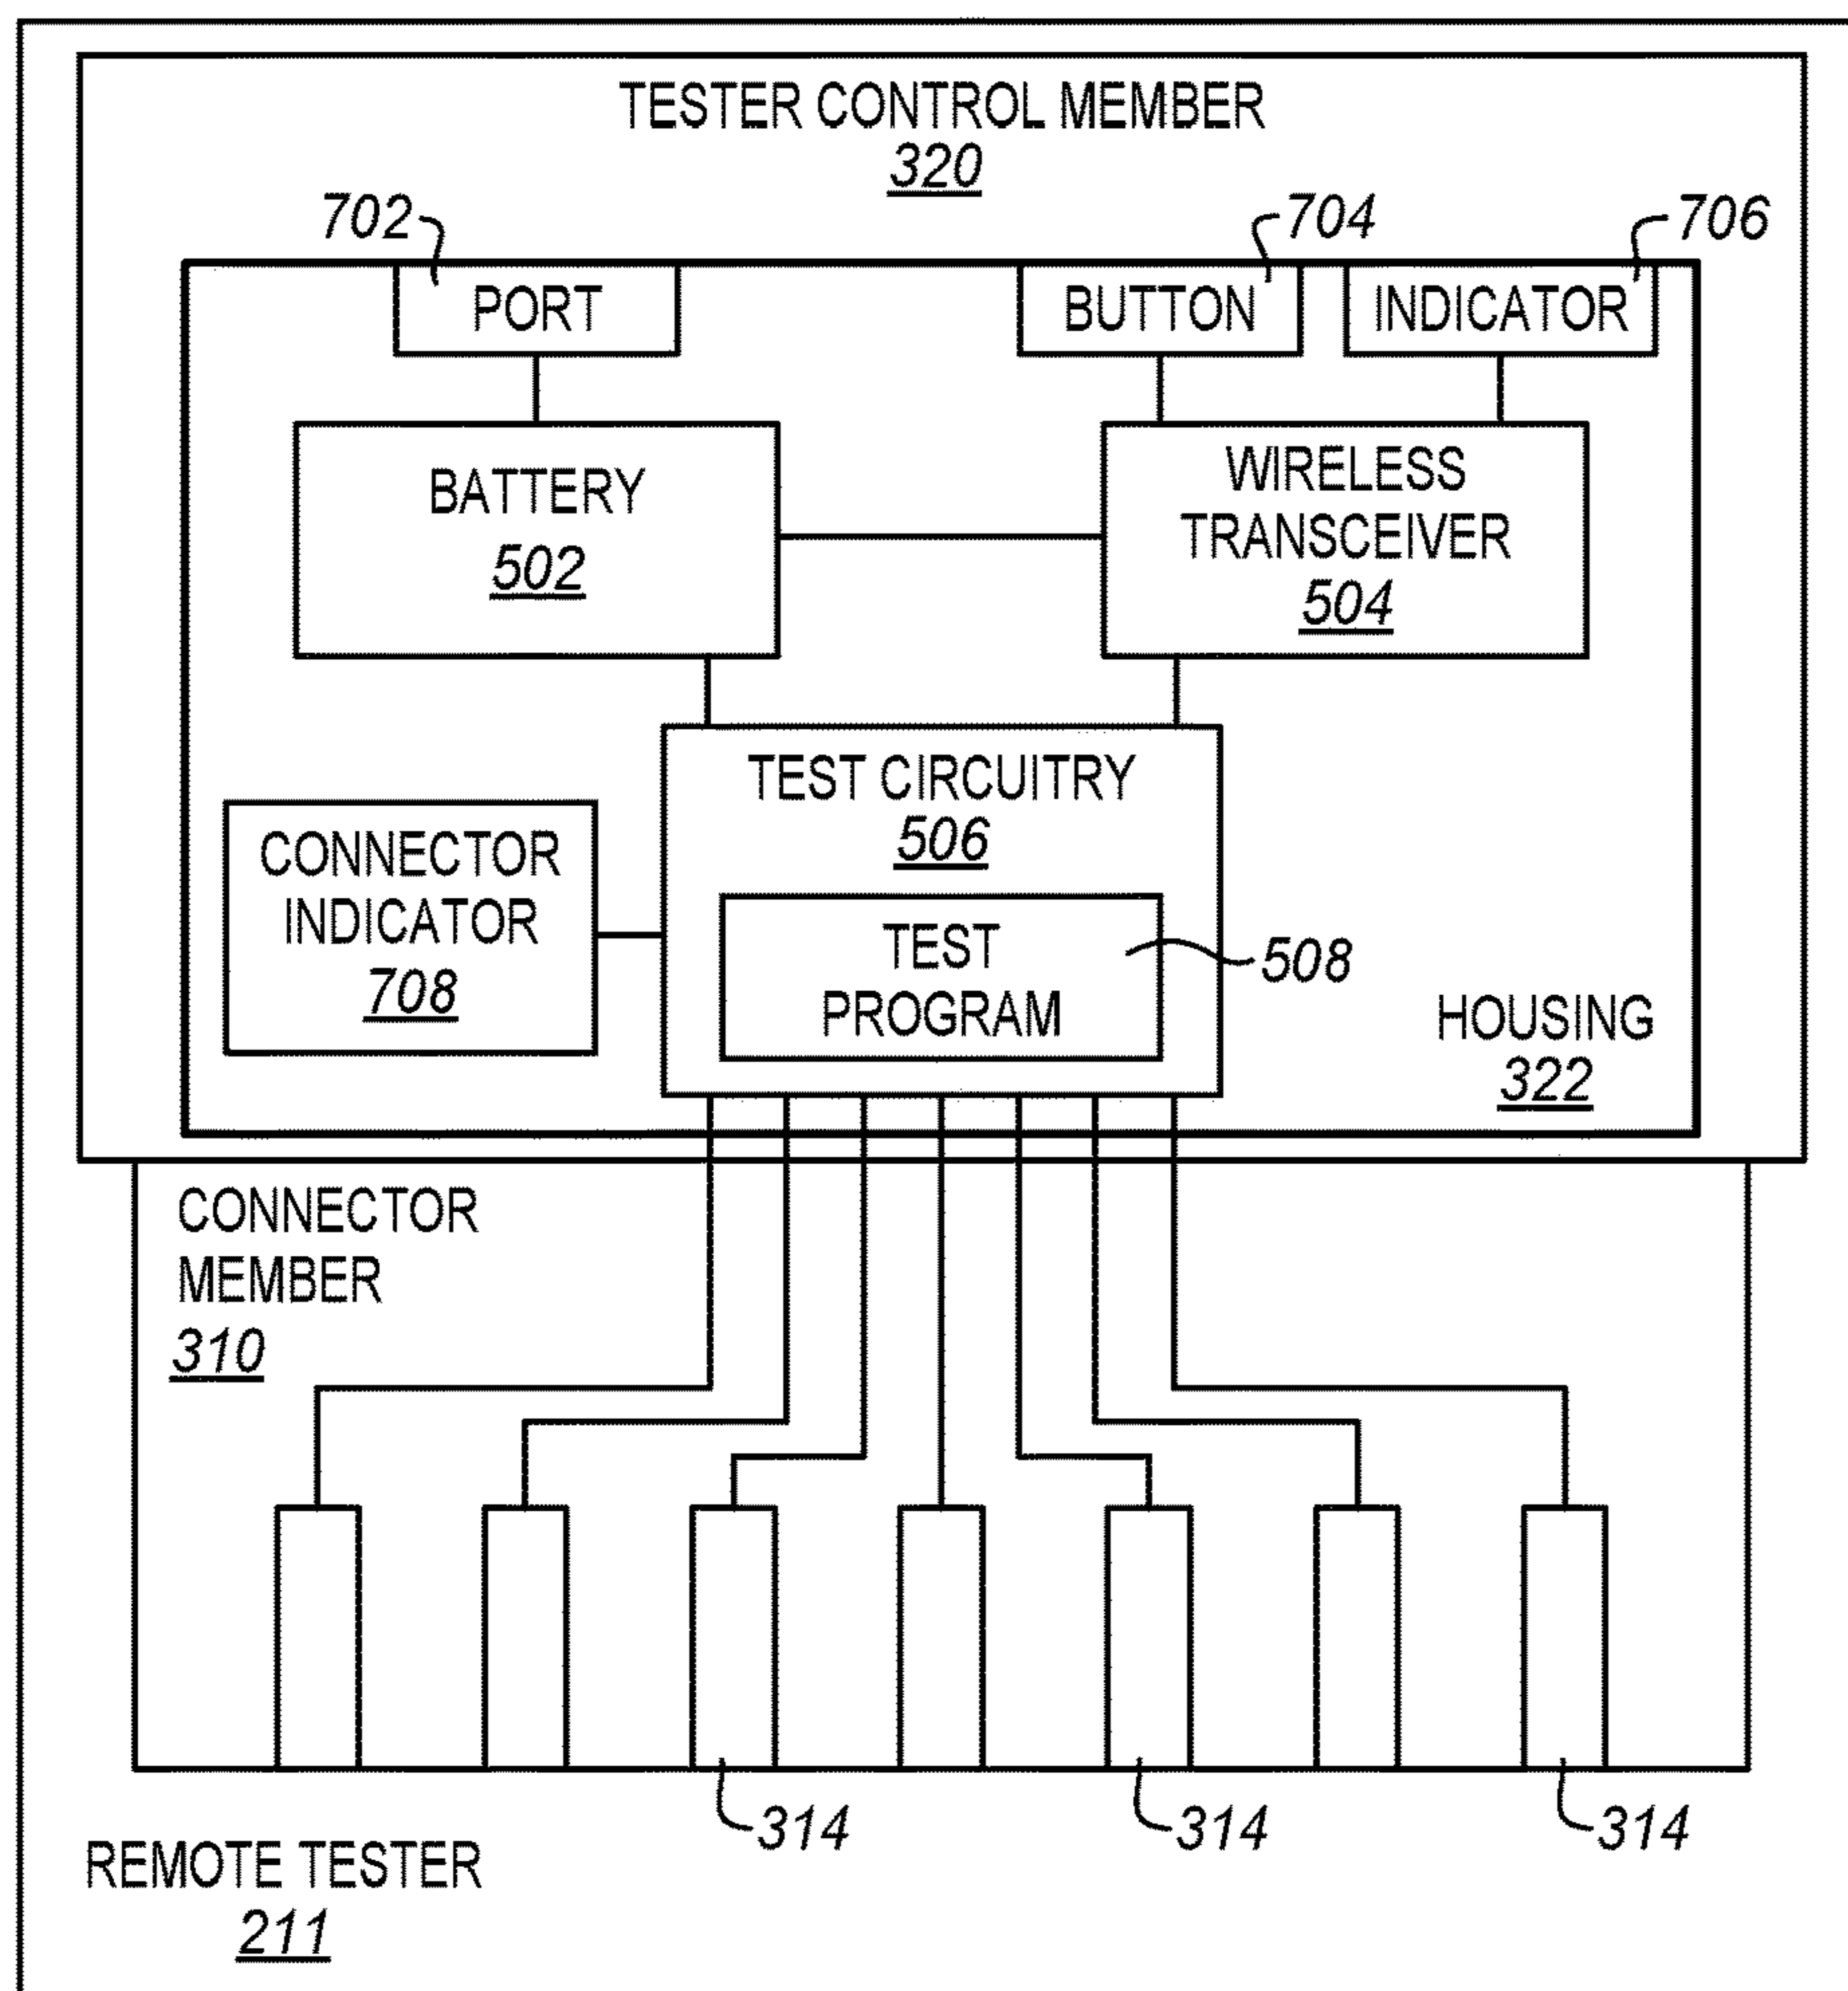 TESTER CONTROL MEMBER
320
702
704
706
PORT
BUTTON
INDICATOR
BATTERY
502
WIRELESS
TRANSCEIVER
504
TEST CIRCUITRY
506
CONNECTOR
INDICATOR
708
TEST
PROGRAM
508
HOUSING
322
CONNECTOR
MEMBER
310
314
314
314
REMOTE TESTER
211